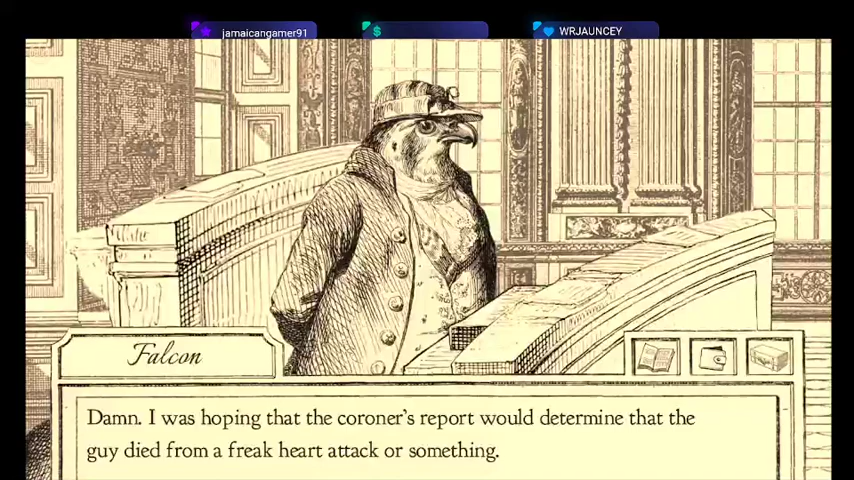 jamaicangamer91
$
WRJAUNCEY
Falcon
Damn. I was hoping that the coroner's report would determine that the
guy died from a freak heart attack or something.